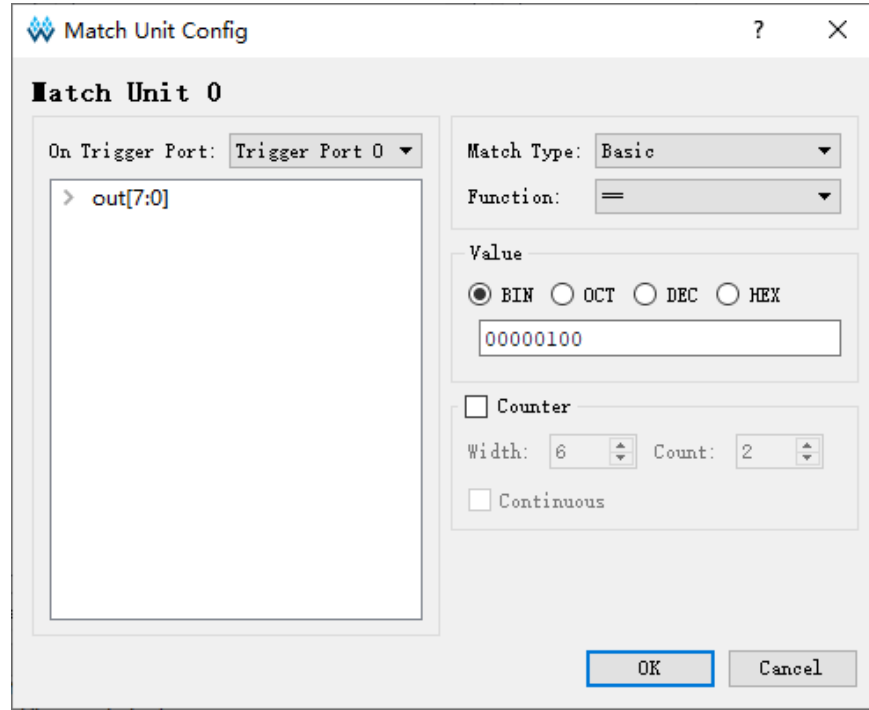 Match Unit Config ?
Match Unit 0
On Trigger Port: Trigger Port 0
out[7:0]
Match Type: Basic
Function: ==
Value
BIN OCT DEC HEX
00000100
Counter
Width: 6 Count: 2
Continuous
OK Cancel